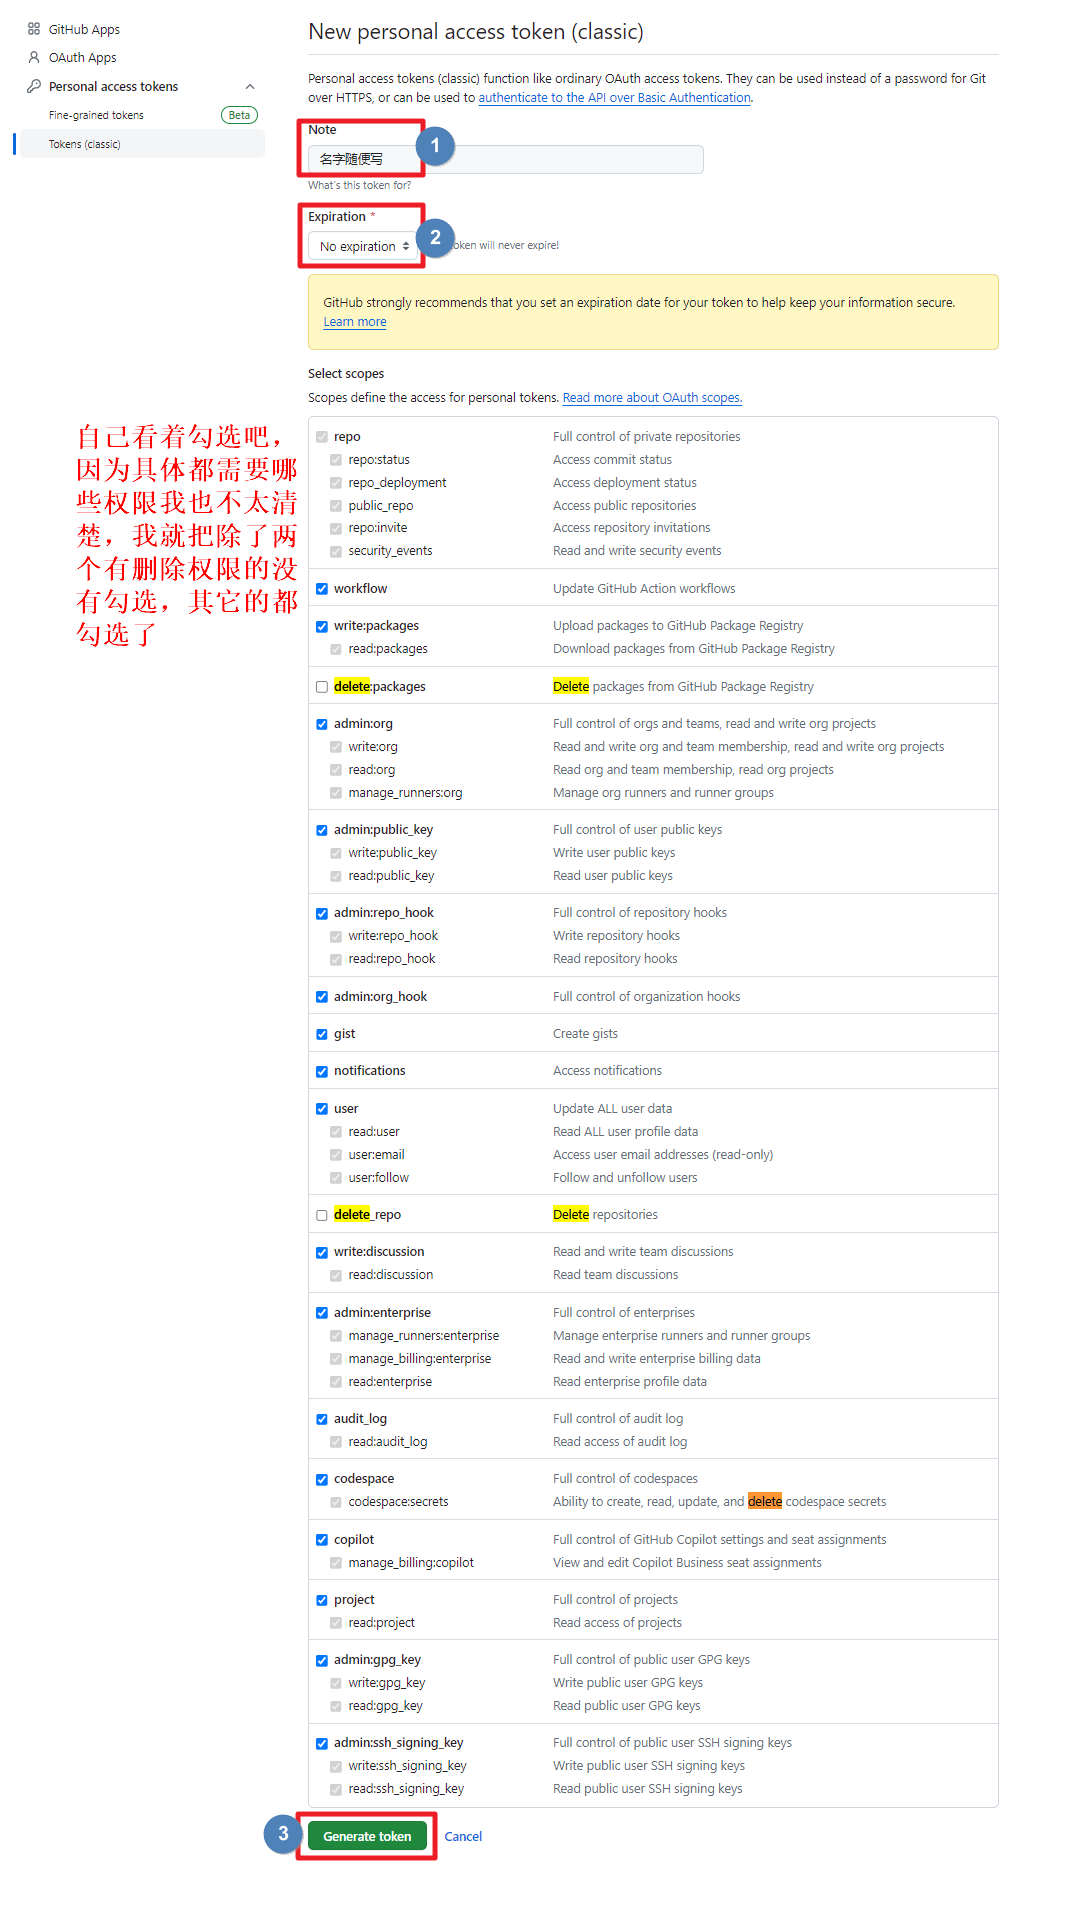 GitHub Apps
OAuth Apps
Personal access tokens
Fine-grained tokens Beta
Tokens (classic)
New personal access token (classic)
Personal access tokens (classic) function like ordinary OAuth access tokens. They can be used instead of a password for Git
over HTTPS, or can be used to authenticate to the API over Basic Authentication.
Note
名字随便写
1
What's this token for?
Expiration *
No expiration
2
oken will never expire!
GitHub strongly recommends that you set an expiration date for your token to help keep your information secure.
Learn more
Select scopes
Scopes define the access for personal tokens. Read more about OAuth scopes.
自己看着勾选吧，
因为具体都需要哪
些权限我也不太清
楚，我就把除了两
个有删除权限的没
有勾选，其它的都
勾选了
repo Full control of private repositories
repo:status Access commit status
repo_deployment Access deployment status
public_repo Access public repositories
repo:invite Access repository invitations
security_events Read and write security events
workflow Update GitHub Action workflows
write:packages Upload packages to GitHub Package Registry
read:packages Download packages from GitHub Package Registry
delete:packages Delete packages from GitHub Package Registry
admin:org Full control of orgs and teams, read and write org projects
write:org Read and write org and team membership, read and write org projects
read:org Read org and team membership, read org projects
manage_runners:org Manage org runners and runner groups
admin:public_key Full control of user public keys
write:public_key Write user public keys
read:public_key Read user public keys
admin:repo_hook Full control of repository hooks
write:repo_hook Write repository hooks
read:repo_hook Read repository hooks
admin:org_hook Full control of organization hooks
gist Create gists
notifications Access notifications
user Update ALL user data
read:user Read ALL user profile data
user:email Access user email addresses (read-only)
user:follow Follow and unfollow users
delete_repo Delete repositories
write:discussion Read and write team discussions
read:discussion Read team discussions
admin:enterprise Full control of enterprises
manage_runners:enterprise Manage enterprise runners and runner groups
manage_billing:enterprise Read and write enterprise billing data
read:enterprise Read enterprise profile data
audit_log Full control of audit log
read:audit_log Read access of audit log
codespace Full control of codespaces
codespace:secrets Ability to create, read, update, and delete codespace secrets
copilot Full control of GitHub Copilot settings and seat assignments
manage_billing:copilot View and edit Copilot Business seat assignments
project Full control of projects
read:project Read access of projects
admin:gpg_key Full control of public user GPG keys
write:gpg_key Write public user GPG keys
read:gpg_key Read public user GPG keys
admin:ssh_signing_key Full control of public user SSH signing keys
write:ssh_signing_key Write public user SSH signing keys
read:ssh_signing_key Read public user SSH signing keys
3
Generate token Cancel